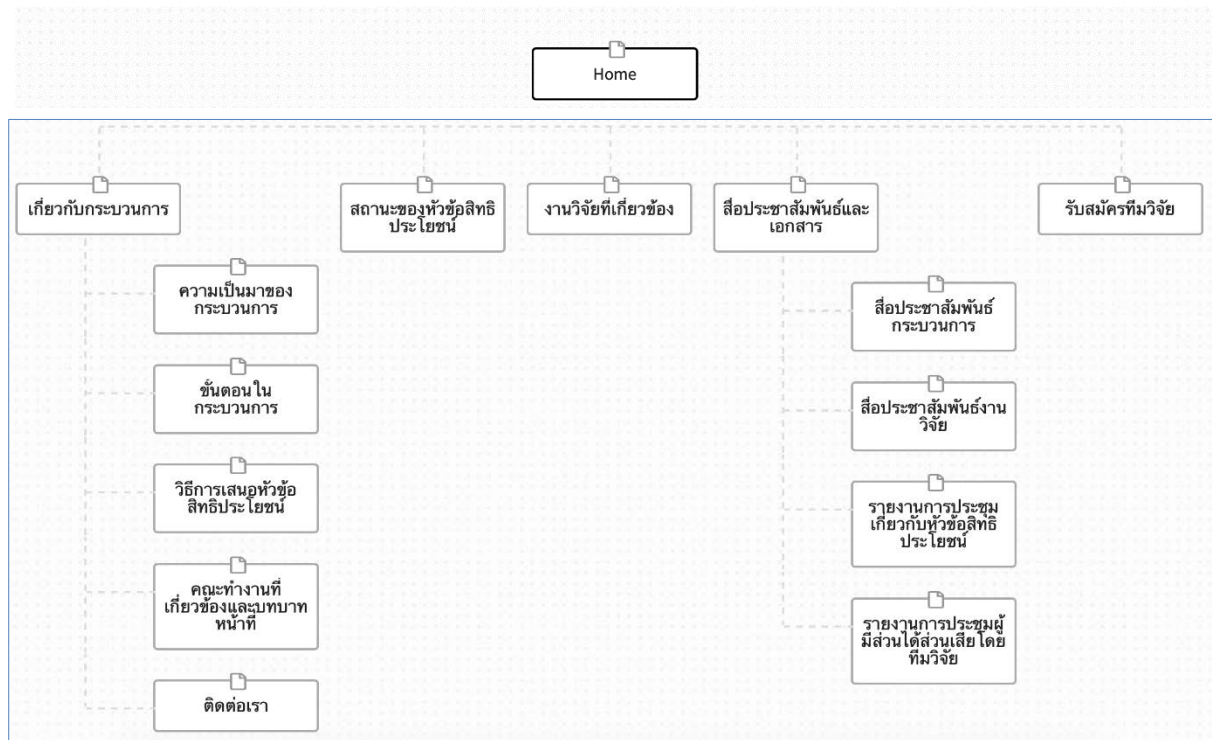 Home
เกี่ยวกับกระบวนการ
ความเป็นมาของ
กระบวนการ
ขั้นตอนใน
กระบวนการ
วิธีการเสนอหัวข้อ
สิทธิประโยชน์
คณะทำงานที่
เกี่ยวข้องและบทบาท
หน้าที่
ติดต่อเรา
สถานะของหัวข้อสิทธิ
ประโยชน์
งานวิจัยที่เกี่ยวข้อง
สื่อประชาสัมพันธ์และ
เอกสาร
สื่อประชาสัมพันธ์
กระบวนการ
สื่อประชาสัมพันธ์งาน
วิจัย
รายงานการประชุม
เกี่ยวกับหัวข้อสิทธิ
ประโยชน์
รายงานการประชุมผู้
มีส่วนได้ส่วนเสียโดย
ทีมวิจัย
รับสมัครทีมวิจัย